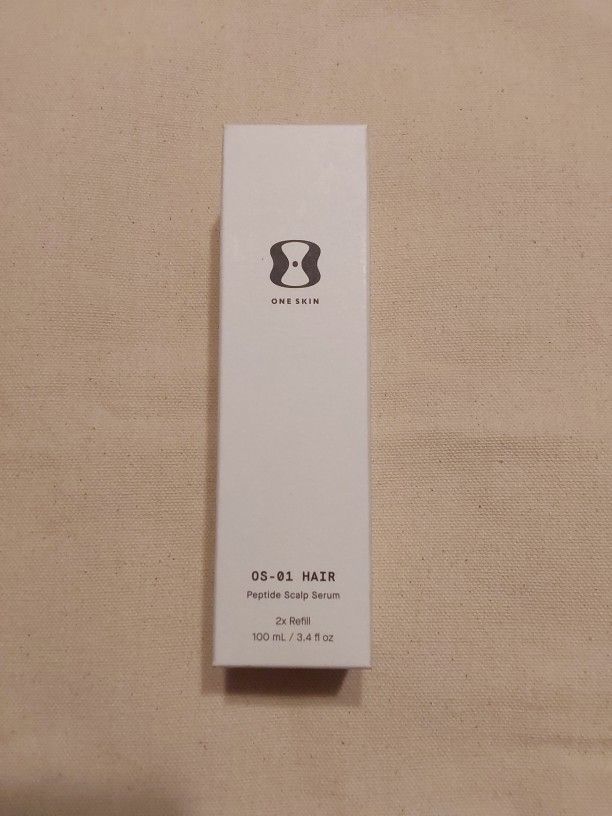 ONE SKIN
OS-01 HAIR
Peptide Scalp Serum
2x Refill
100 mL / 3.4 fl oz